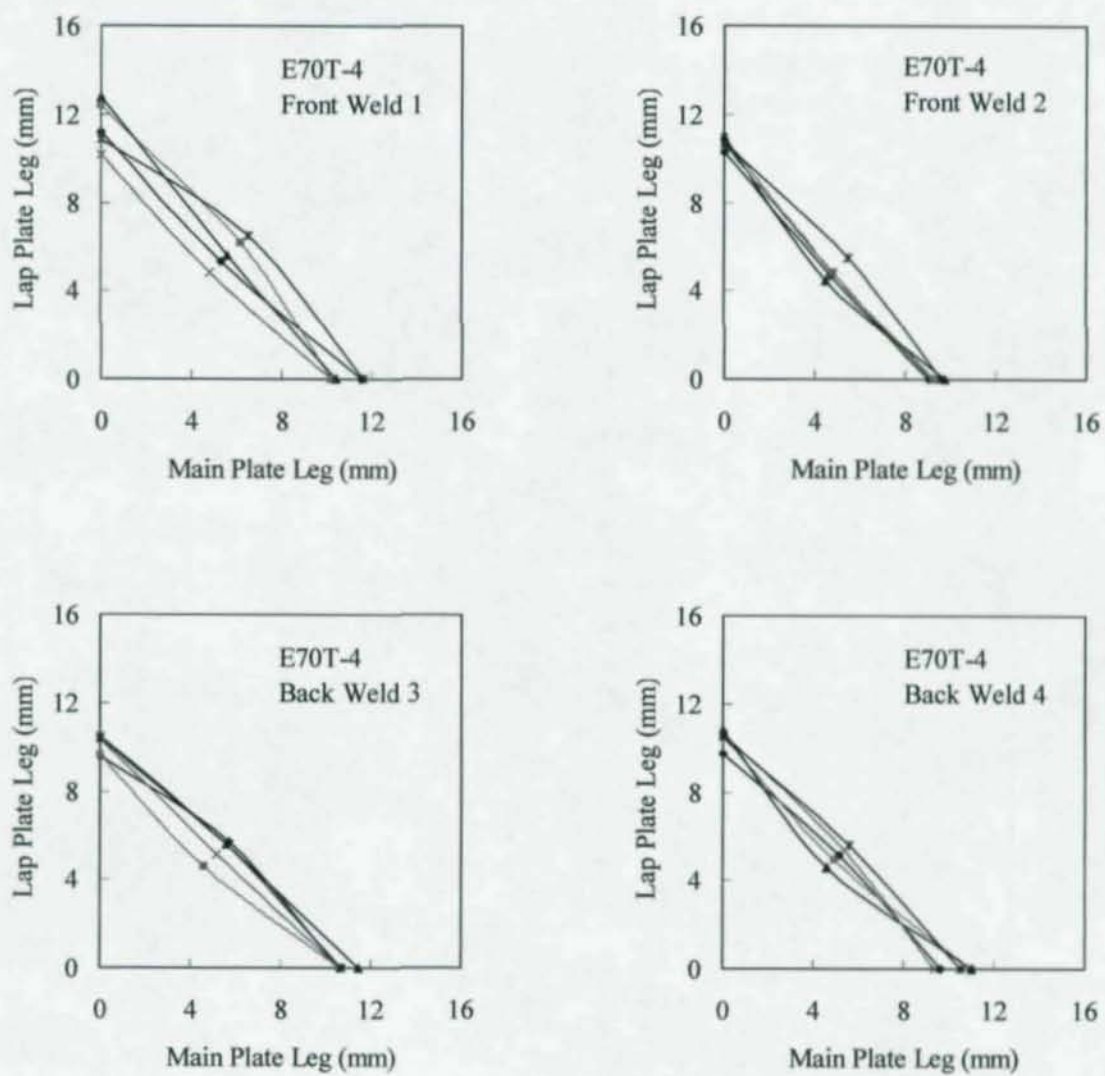 16
12
8
4
0
Lap Plate Leg (mm)
E70T-4
Front Weld 1
0 4 8 12 16
Main Plate Leg (mm)
16
12
8
4
0
Lap Plate Leg (mm)
E70T-4
Front Weld 2
0 4 8 12 16
Main Plate Leg (mm)
16
12
8
4
0
Lap Plate Leg (mm)
E70T-4
Back Weld 3
0 4 8 12 16
Main Plate Leg (mm)
16
12
8
4
0
Lap Plate Leg (mm)
E70T-4
Back Weld 4
0 4 8 12 16
Main Plate Leg (mm)